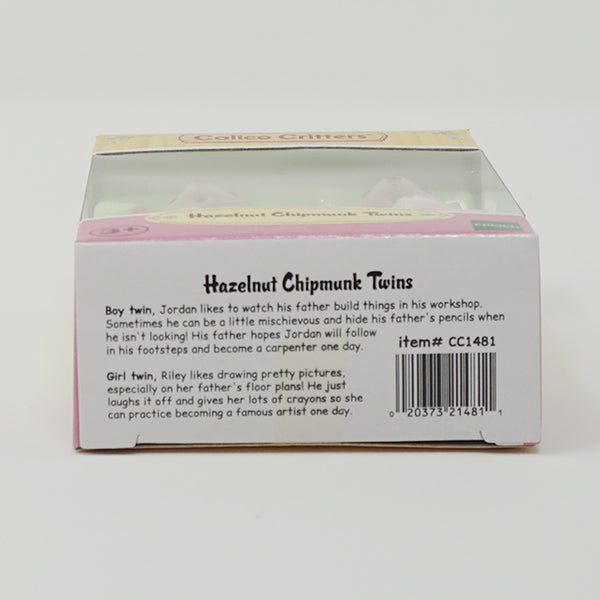 Calico Critters
Hazelnut Chipmunk Twins
3+
EPOCH
Hazelnut Chipmunk Twins
Boy twin, Jordan likes to watch his father build things in his workshop.
Sometimes he can be a little mischievous and hide his father's pencils when
he isn't looking! His father hopes Jordan will follow
in his footsteps and become a carpenter one day.
item# CC1481
Girl twin, Riley likes drawing pretty pictures,
especially on her father's floor plans! He just
laughs it off and gives her lots of crayons so she
can practice becoming a famous artist one day.
0 20373 21481 1